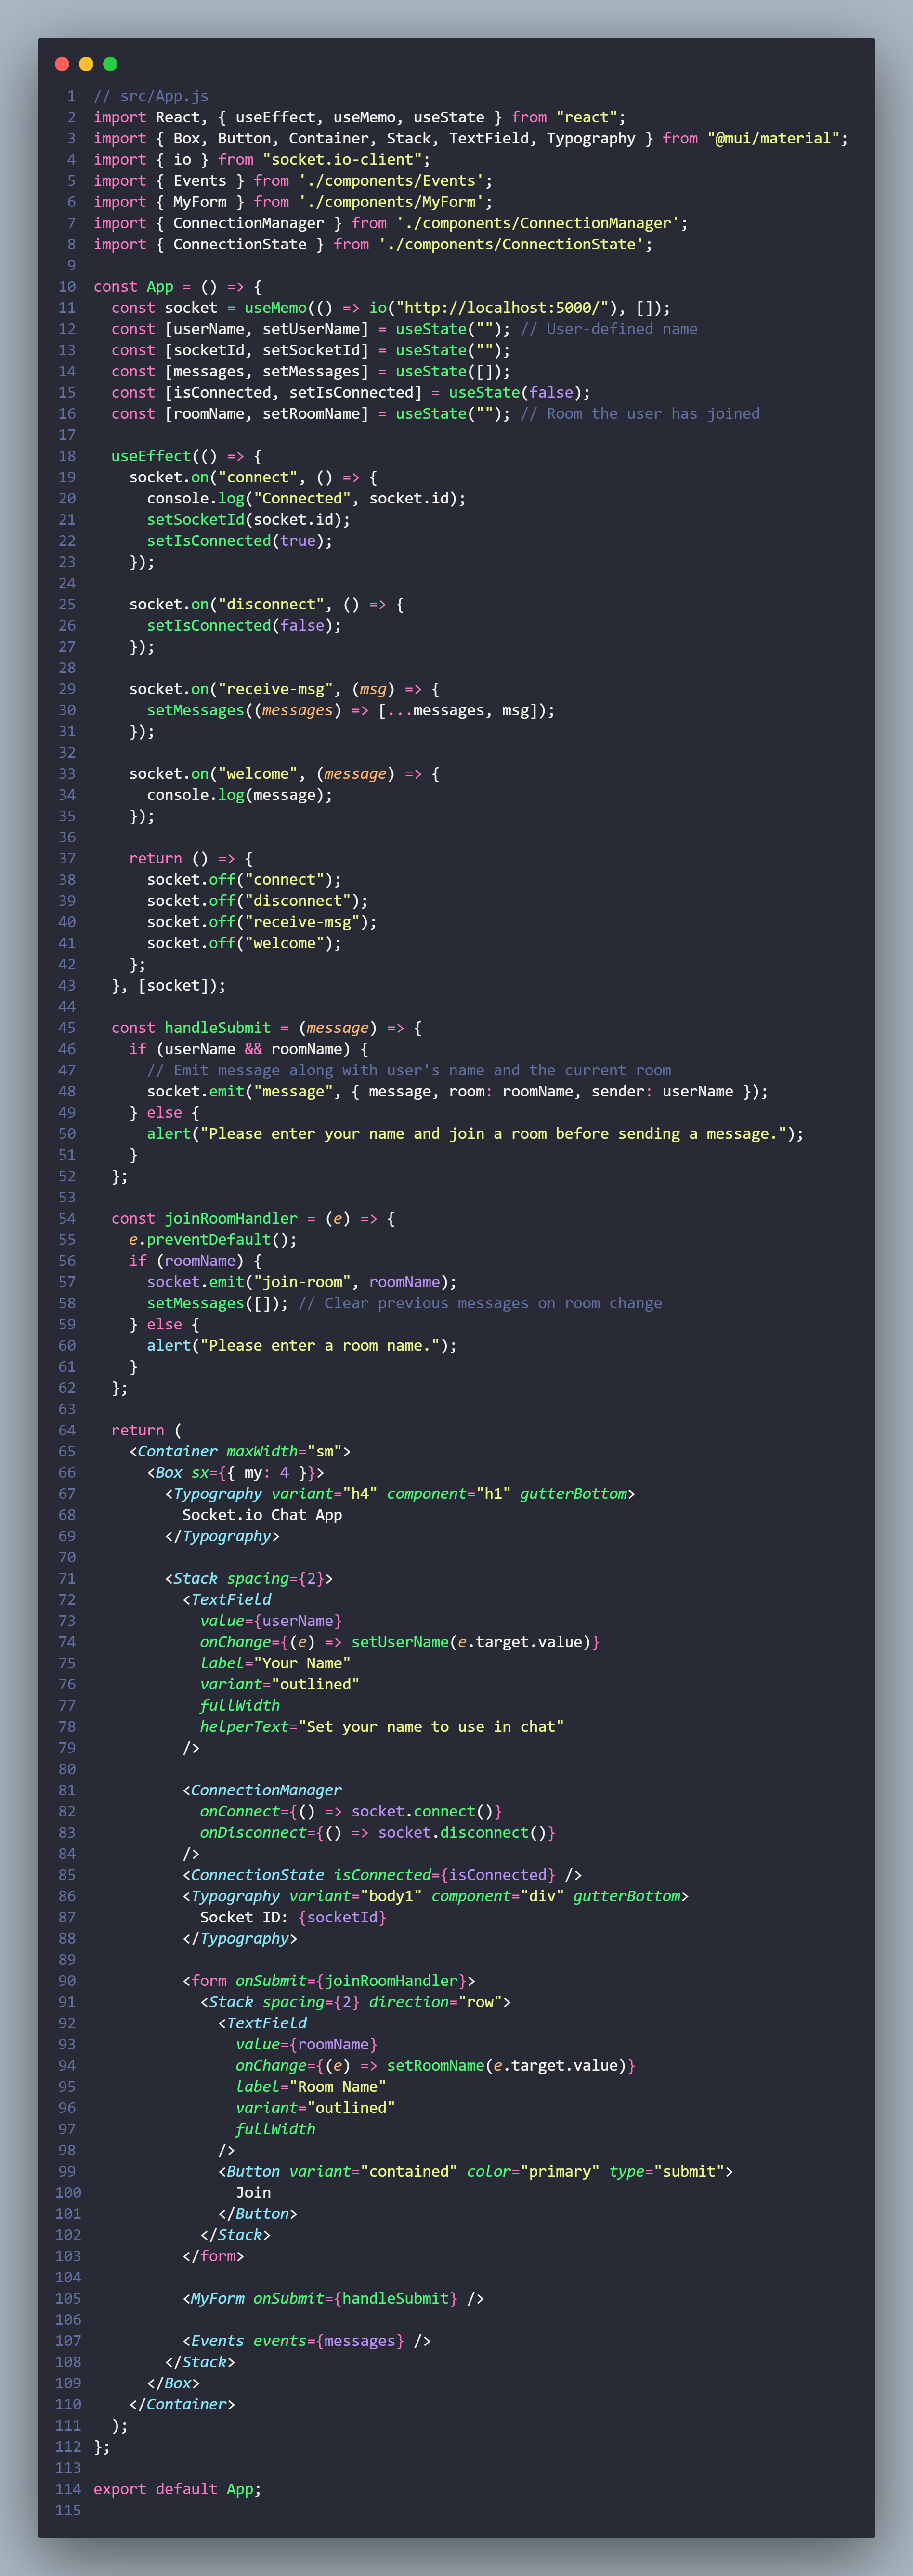 1 // src/App.js
2 import React, { useEffect, useMemo, useState } from "react";
3 import { Box, Button, Container, Stack, TextField, Typography } from "@mui/material";
4 import { io } from "socket.io-client";
5 import { Events } from './components/Events';
6 import { MyForm } from './components/MyForm';
7 import { ConnectionManager } from './components/ConnectionManager';
8 import { ConnectionState } from './components/ConnectionState';
9
10 const App = () => {
11   const socket = useMemo(() => io("http://localhost:5000/"), []);
12   const [userName, setUserName] = useState(""); // User-defined name
13   const [socketId, setSocketId] = useState("");
14   const [messages, setMessages] = useState([]);
15   const [isConnected, setIsConnected] = useState(false);
16   const [roomName, setRoomName] = useState(""); // Room the user has joined
17
18   useEffect(() => {
19     socket.on("connect", () => {
20       console.log("Connected", socket.id);
21       setSocketId(socket.id);
22       setIsConnected(true);
23     });
24
25     socket.on("disconnect", () => {
26       setIsConnected(false);
27     });
28
29     socket.on("receive-msg", (msg) => {
30       setMessages((messages) => [...messages, msg]);
31     });
32
33     socket.on("welcome", (message) => {
34       console.log(message);
35     });
36
37     return () => {
38       socket.off("connect");
39       socket.off("disconnect");
40       socket.off("receive-msg");
41       socket.off("welcome");
42     };
43   }, [socket]);
44
45   const handleSubmit = (message) => {
46     if (userName && roomName) {
47       // Emit message along with user's name and the current room
48       socket.emit("message", { message, room: roomName, sender: userName });
49     } else {
50       alert("Please enter your name and join a room before sending a message.");
51     }
52   };
53
54   const joinRoomHandler = (e) => {
55     e.preventDefault();
56     if (roomName) {
57       socket.emit("join-room", roomName);
58       setMessages([]); // Clear previous messages on room change
59     } else {
60       alert("Please enter a room name.");
61     }
62   };
63
64   return (
65     <Container maxWidth="sm">
66       <Box sx={{ my: 4 }}>
67         <Typography variant="h4" component="h1" gutterBottom>
68           Socket.io Chat App
69         </Typography>
70
71         <Stack spacing={2}>
72           <TextField
73             value={userName}
74             onChange={(e) => setUserName(e.target.value)}
75             label="Your Name"
76             variant="outlined"
77             fullWidth
78             helperText="Set your name to use in chat"
79           />
80
81           <ConnectionManager
82             onConnect={() => socket.connect()}
83             onDisconnect={() => socket.disconnect()}
84           />
85           <ConnectionState isConnected={isConnected} />
86           <Typography variant="body1" component="div" gutterBottom>
87             Socket ID: {socketId}
88           </Typography>
89
90           <form onSubmit={joinRoomHandler}>
91             <Stack spacing={2} direction="row">
92               <TextField
93                 value={roomName}
94                 onChange={(e) => setRoomName(e.target.value)}
95                 label="Room Name"
96                 variant="outlined"
97                 fullWidth
98               />
99               <Button variant="contained" color="primary" type="submit">
100                 Join
101               </Button>
102             </Stack>
103           </form>
104
105           <MyForm onSubmit={handleSubmit} />
106
107           <Events events={messages} />
108         </Stack>
109       </Box>
110     </Container>
111   );
112 };
113
114 export default App;
115